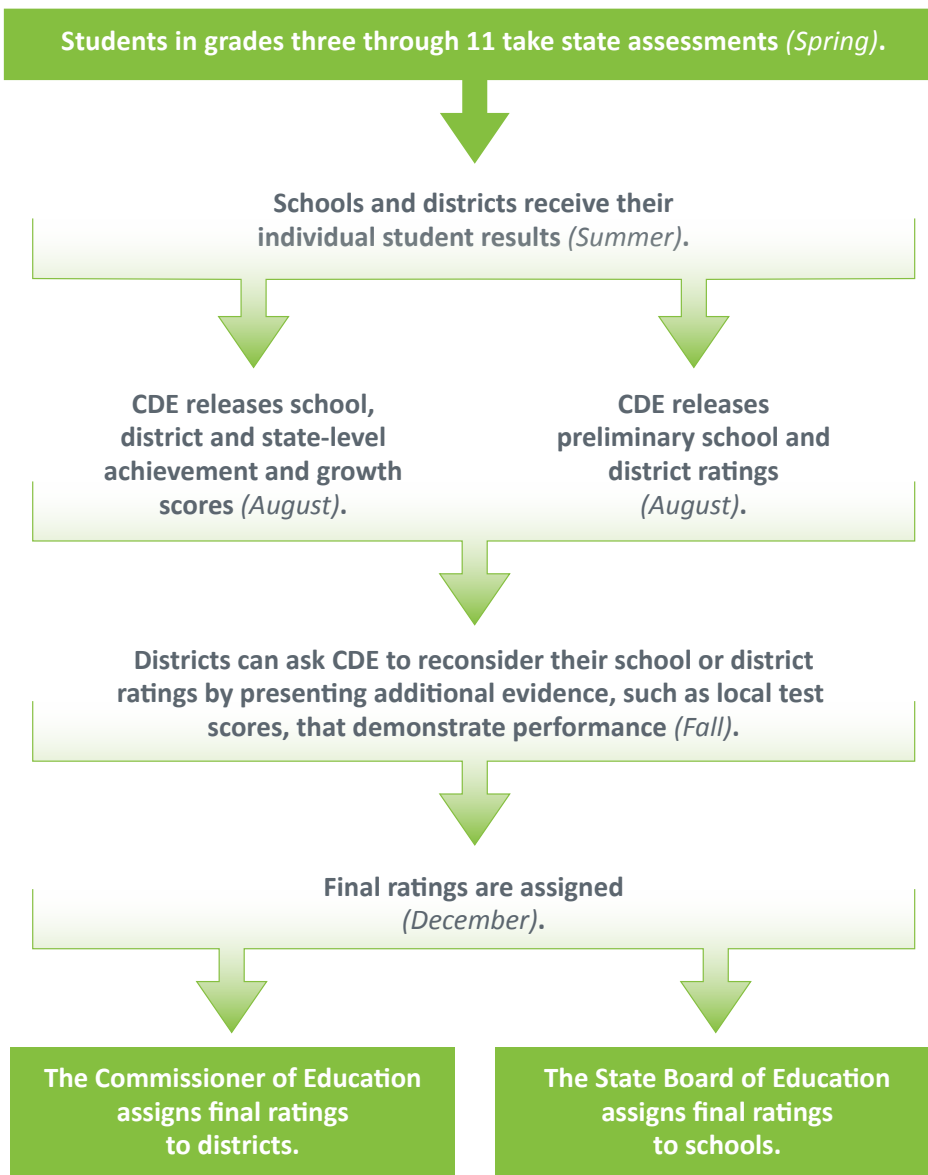 Students in grades three through 11 take state assessments (Spring).
Schools and districts receive their
individual student results (Summer).
CDE releases school,
district and state-level
achievement and growth
scores (August).
CDE releases
preliminary school and
district ratings
(August).
Districts can ask CDE to reconsider their school or district
ratings by presenting additional evidence, such as local test
scores, that demonstrate performance (Fall).
Final ratings are assigned
(December).
The Commissioner of Education
assigns final ratings
to districts.
The State Board of Education
assigns final ratings
to schools.